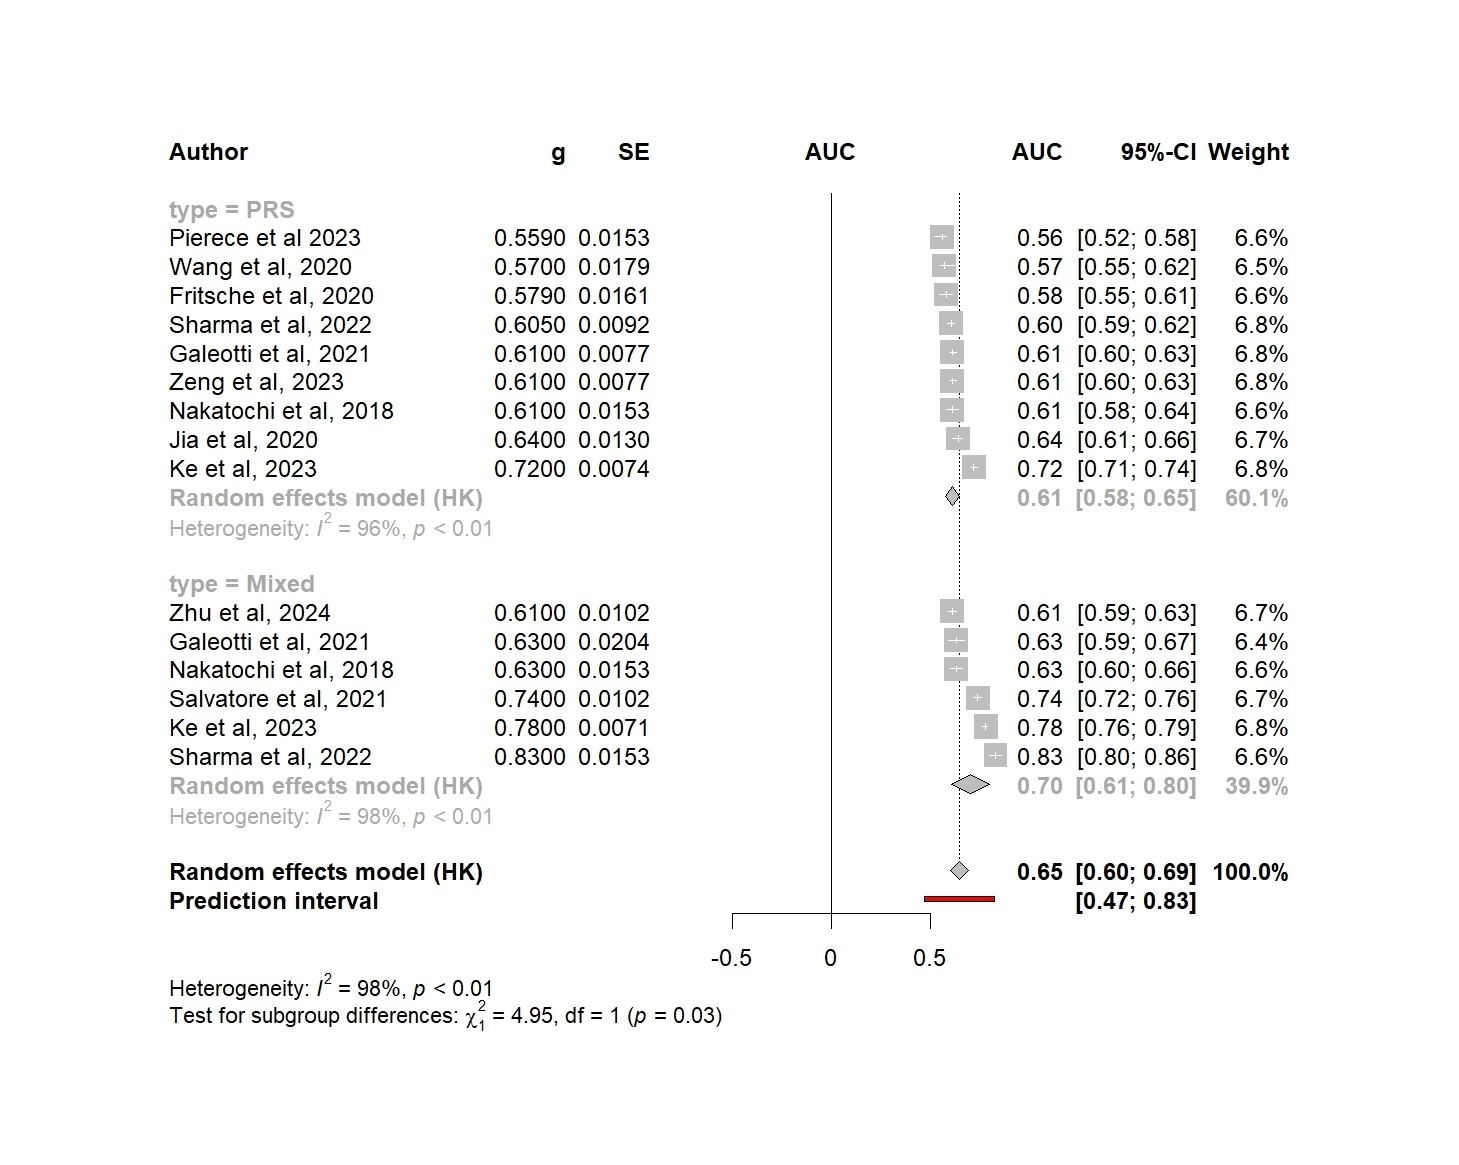 Author g SE AUC AUC 95%-CI Weight
type = PRS
Pierece et al 2023 0.5590 0.0153 0.56 [0.52; 0.58] 6.6%
Wang et al, 2020 0.5700 0.0179 0.57 [0.55; 0.62] 6.5%
Fritsche et al, 2020 0.5790 0.0161 0.58 [0.55; 0.61] 6.6%
Sharma et al, 2022 0.6050 0.0092 0.60 [0.59; 0.62] 6.8%
Galeotti et al, 2021 0.6100 0.0077 0.61 [0.60; 0.63] 6.8%
Zeng et al, 2023 0.6100 0.0077 0.61 [0.60; 0.63] 6.8%
Nakatochi et al, 2018 0.6100 0.0153 0.61 [0.58; 0.64] 6.6%
Jia et al, 2020 0.6400 0.0130 0.64 [0.61; 0.66] 6.7%
Ke et al, 2023 0.7200 0.0074 0.72 [0.71; 0.74] 6.8%
Random effects model (HK) 0.61 [0.58; 0.65] 60.1%
Heterogeneity: I² = 96%, p < 0.01
type = Mixed
Zhu et al, 2024 0.6100 0.0102 0.61 [0.59; 0.63] 6.7%
Galeotti et al, 2021 0.6300 0.0204 0.63 [0.59; 0.67] 6.4%
Nakatochi et al, 2018 0.6300 0.0153 0.63 [0.60; 0.66] 6.6%
Salvatore et al, 2021 0.7400 0.0102 0.74 [0.72; 0.76] 6.7%
Ke et al, 2023 0.7800 0.0071 0.78 [0.76; 0.79] 6.8%
Sharma et al, 2022 0.8300 0.0153 0.83 [0.80; 0.86] 6.6%
Random effects model (HK) 0.70 [0.61; 0.80] 39.9%
Heterogeneity: I² = 98%, p < 0.01
Random effects model (HK) 0.65 [0.60; 0.69] 100.0%
Prediction interval [0.47; 0.83]
-0.5 0 0.5
Heterogeneity: I² = 98%, p < 0.01
Test for subgroup differences: χ₁² = 4.95, df = 1 (p = 0.03)